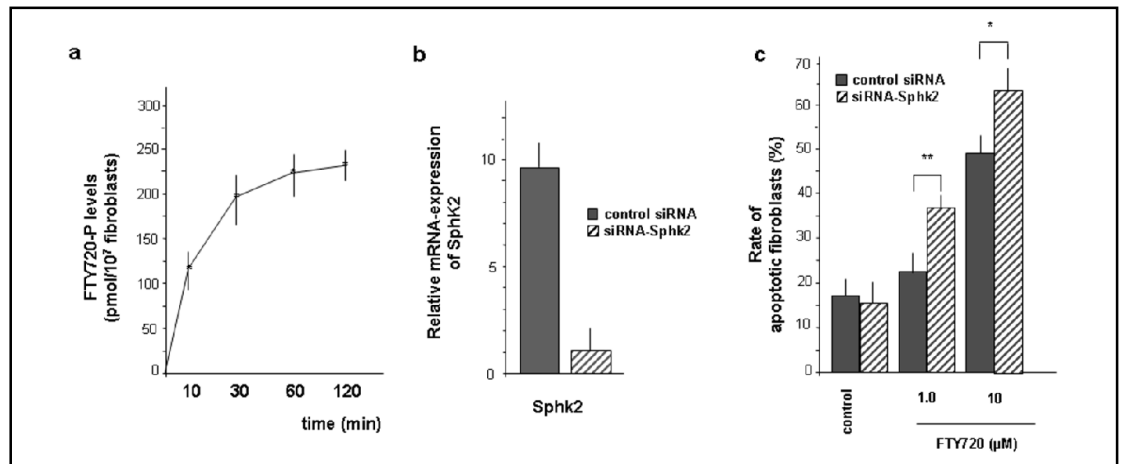 a
FTY720-P levels
(pmol/10⁷ fibroblasts)
300
250
200
150
100
50
0
10 30 60 120
time (min)
b
Relative mRNA-expression
of SphK2
10
5
0
control siRNA
siRNA-Sphk2
Sphk2
c
Rate of
apoptotic fibroblasts (%)
70
60
50
40
30
20
10
0
control siRNA
siRNA-Sphk2
**
*
control
1.0
10
FTY720 (µM)